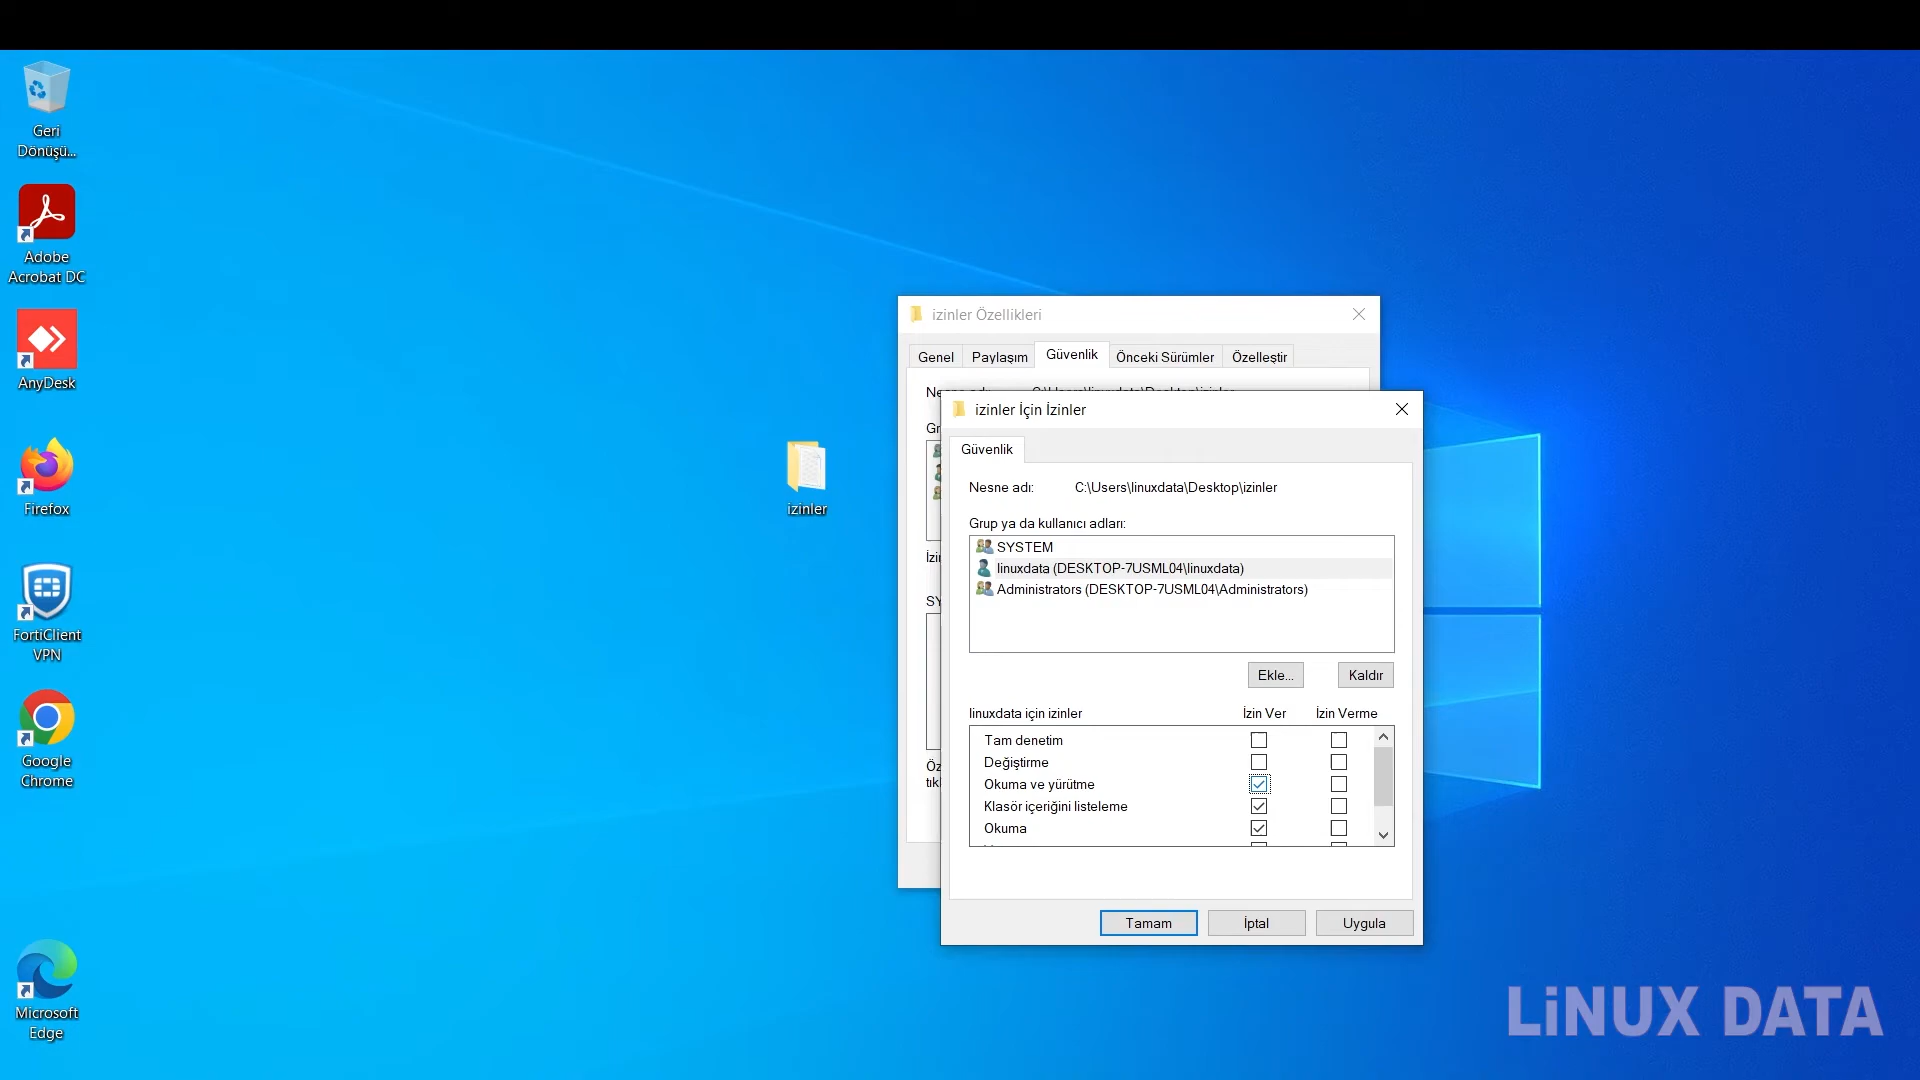 Geri
Dönüşü...
Adobe
Acrobat DC
AnyDesk
Firefox
FortiClient
VPN
Google
Chrome
Microsoft
Edge
izinler
izinler Özellikleri
Genel
Paylaşım
Güvenlik
Önceki Sürümler
Özelleştir
izinler İçin İzinler
Güvenlik
Nesne adı: C:\Users\linuxdata\Desktop\izinler
Grup ya da kullanıcı adları:
SYSTEM
linuxdata (DESKTOP-7USML04\linuxdata)
Administrators (DESKTOP-7USML04\Administrators)
Ekle...
Kaldır
linuxdata için izinler İzin Ver İzin Verme
Tam denetim
Değiştirme
Okuma ve yürütme
Klasör içeriğini listeleme
Okuma
Tamam
İptal
Uygula
LiNUX DATA